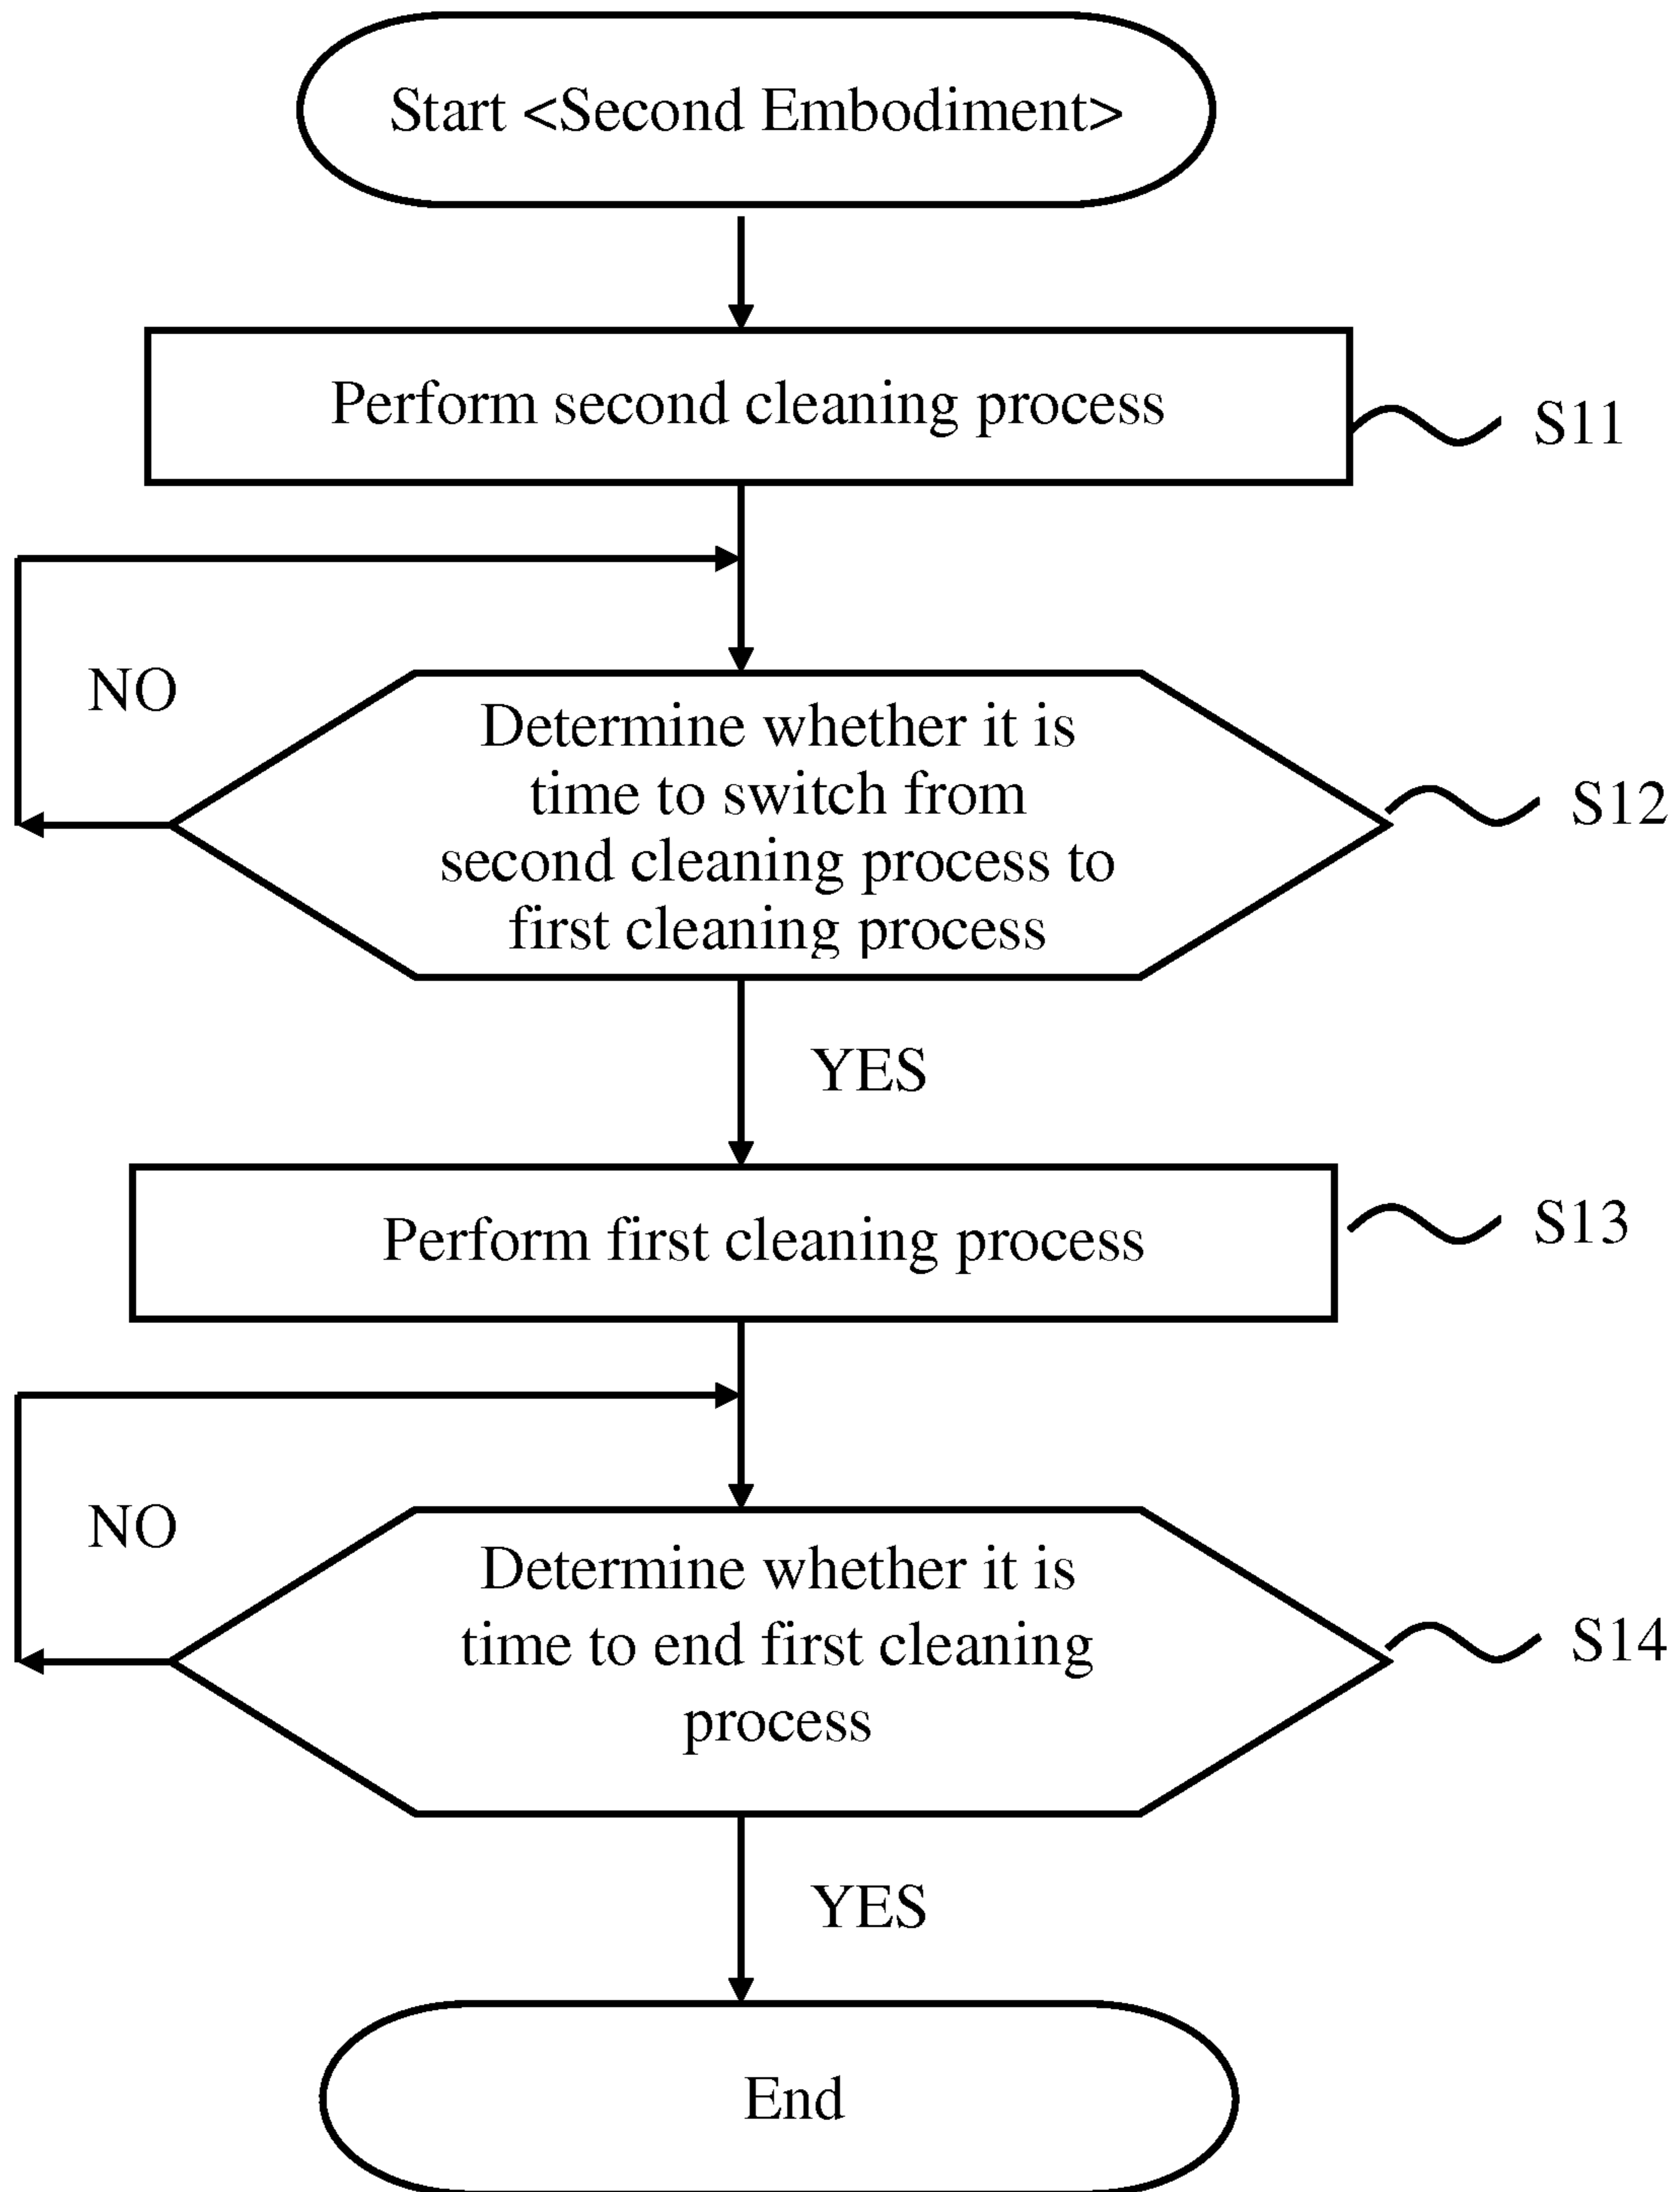 Start <Second Embodiment>
Perform second cleaning process
S11
NO
Determine whether it is
time to switch from
second cleaning process to
first cleaning process
S12
YES
Perform first cleaning process
S13
NO
Determine whether it is
time to end first cleaning
process
S14
YES
End